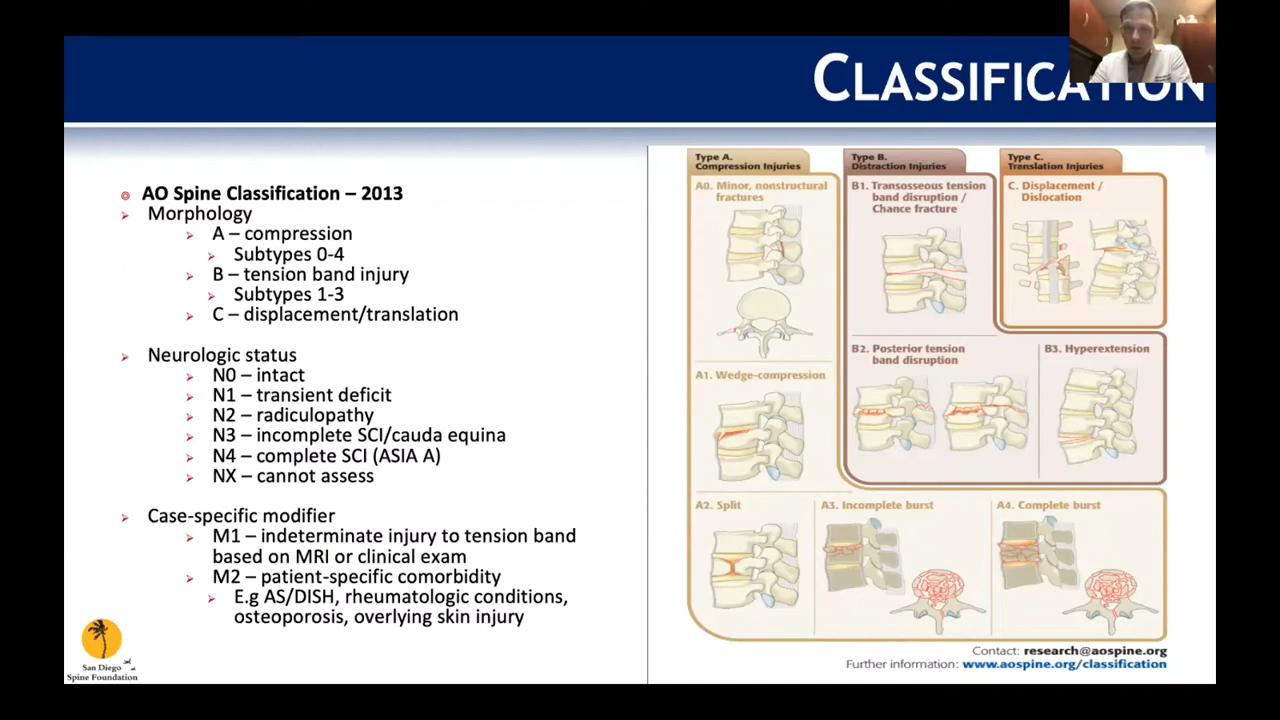 CLASSIFICATION
AO Spine Classification – 2013
Morphology
A – compression
Subtypes 0-4
B – tension band injury
Subtypes 1-3
C – displacement/translation
Neurologic status
N0 – intact
N1 – transient deficit
N2 – radiculopathy
N3 – incomplete SCI/cauda equina
N4 – complete SCI (ASIA A)
NX – cannot assess
Case-specific modifier
M1 – indeterminate injury to tension band
based on MRI or clinical exam
M2 – patient-specific comorbidity
E.g AS/DISH, rheumatologic conditions,
osteoporosis, overlying skin injury
San Diego
Spine Foundation
Type A.
Compression Injuries
A0. Minor, nonstructural
fractures
A1. Wedge-compression
A2. Split
A3. Incomplete burst
A4. Complete burst
Type B.
Distraction Injuries
B1. Transosseous tension
band disruption /
Chance fracture
B2. Posterior tension
band disruption
B3. Hyperextension
Type C.
Translation Injuries
C. Displacement /
Dislocation
Contact: research@aospine.org
Further information: www.aospine.org/classification